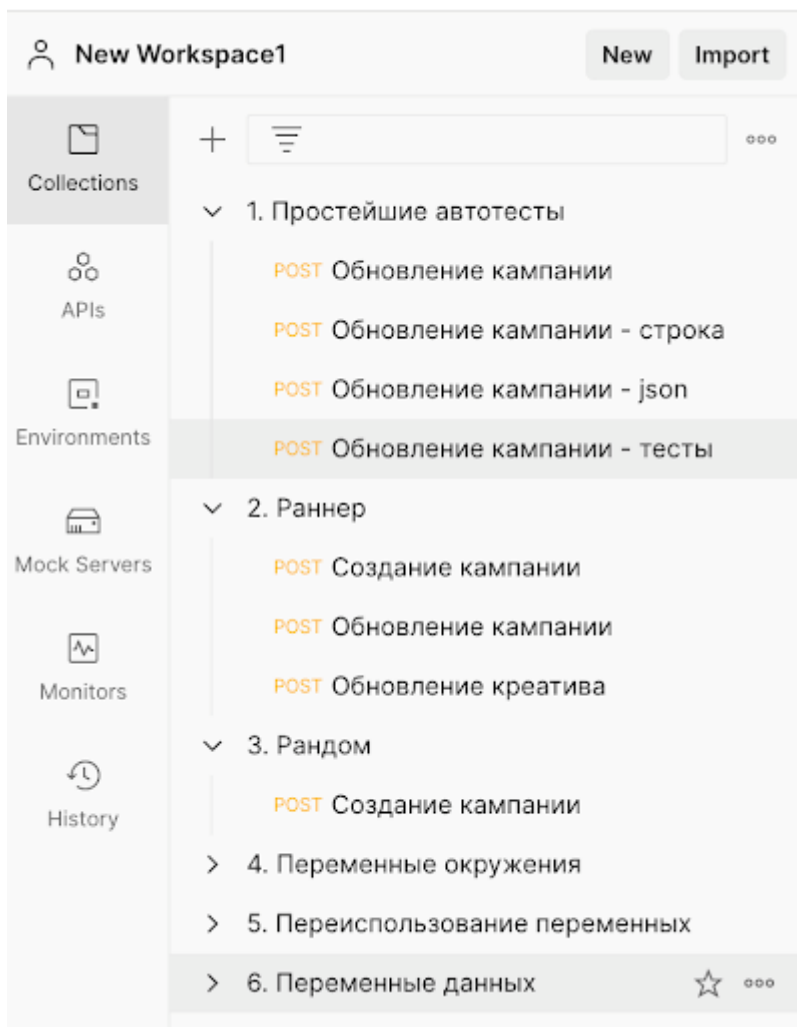 New Workspace1
New
Import
Collections
APIs
Environments
Mock Servers
Monitors
History
1. Простейшие автотесты
POST Обновление кампании
POST Обновление кампании - строка
POST Обновление кампании - json
POST Обновление кампании - тесты
2. Раннер
POST Создание кампании
POST Обновление кампании
POST Обновление креатива
3. Рандом
POST Создание кампании
4. Переменные окружения
5. Переиспользование переменных
6. Переменные данных